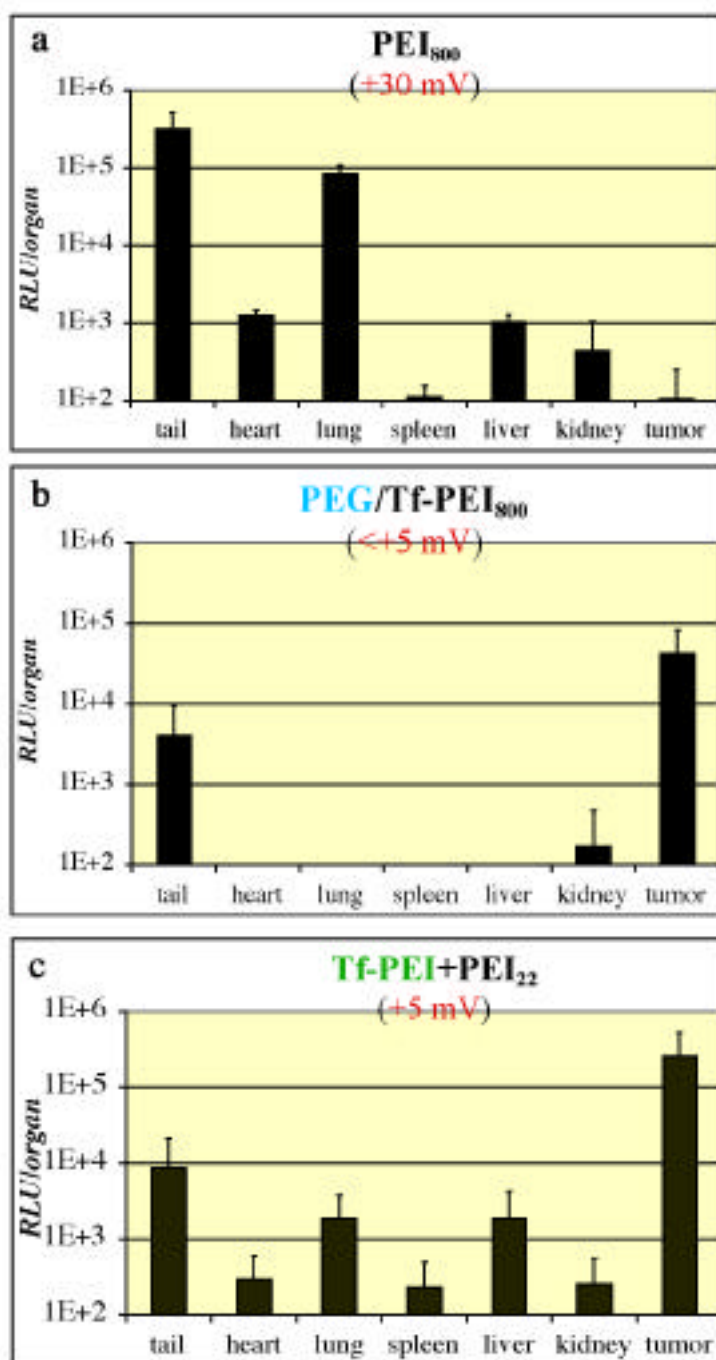 a
PEI₈₀₀
(+30 mV)
1E+6
1E+5
1E+4
1E+3
1E+2
RLU/organ
tail heart lung spleen liver kidney tumor
b
PEG/Tf-PEI₈₀₀
(<+5 mV)
1E+6
1E+5
1E+4
1E+3
1E+2
RLU/organ
tail heart lung spleen liver kidney tumor
c
Tf-PEI+PEI₂₂
(+5 mV)
1E+6
1E+5
1E+4
1E+3
1E+2
RLU/organ
tail heart lung spleen liver kidney tumor